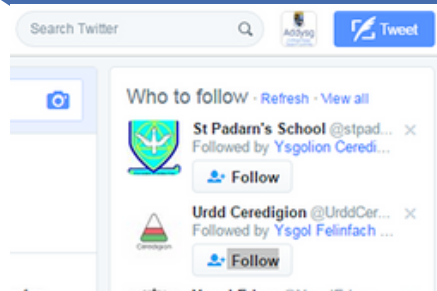 Search Twitter
Addysg
Tweet
Who to follow · Refresh · View all
St Padarn's School @stpad...
Followed by Ysgolion Ceredi...
Follow
Urdd Ceredigion @UrddCer...
Followed by Ysgol Felinfach ...
Ceredigion
Follow